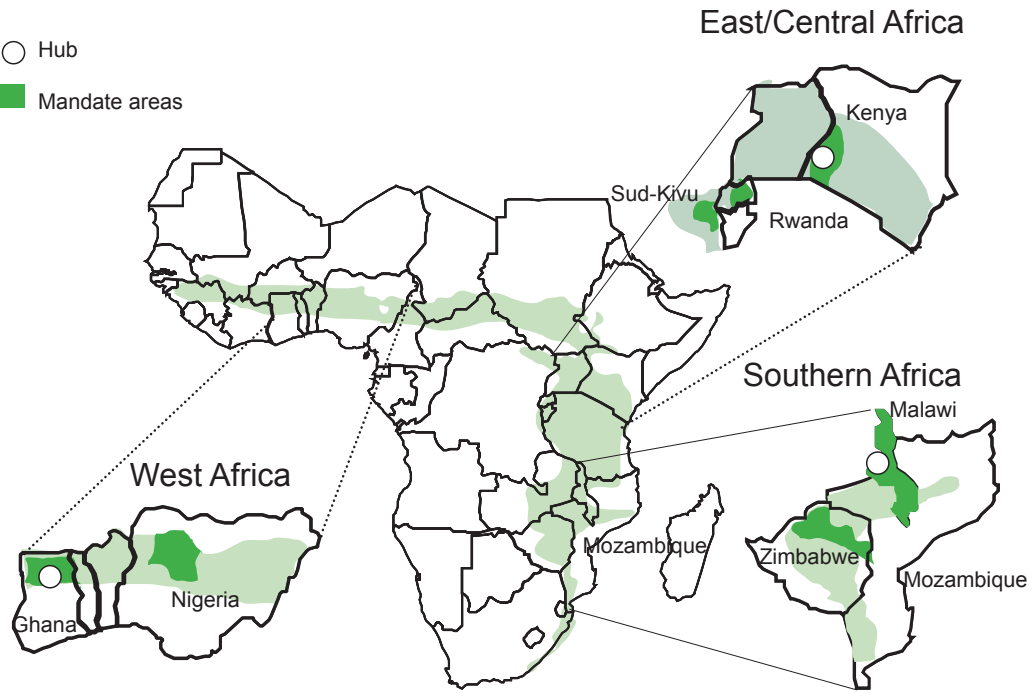 East/Central Africa
Hub
Mandate areas
Kenya
Sud-Kivu
Rwanda
Southern Africa
Malawi
West Africa
Mozambique
Zimbabwe
Mozambique
Nigeria
Ghana